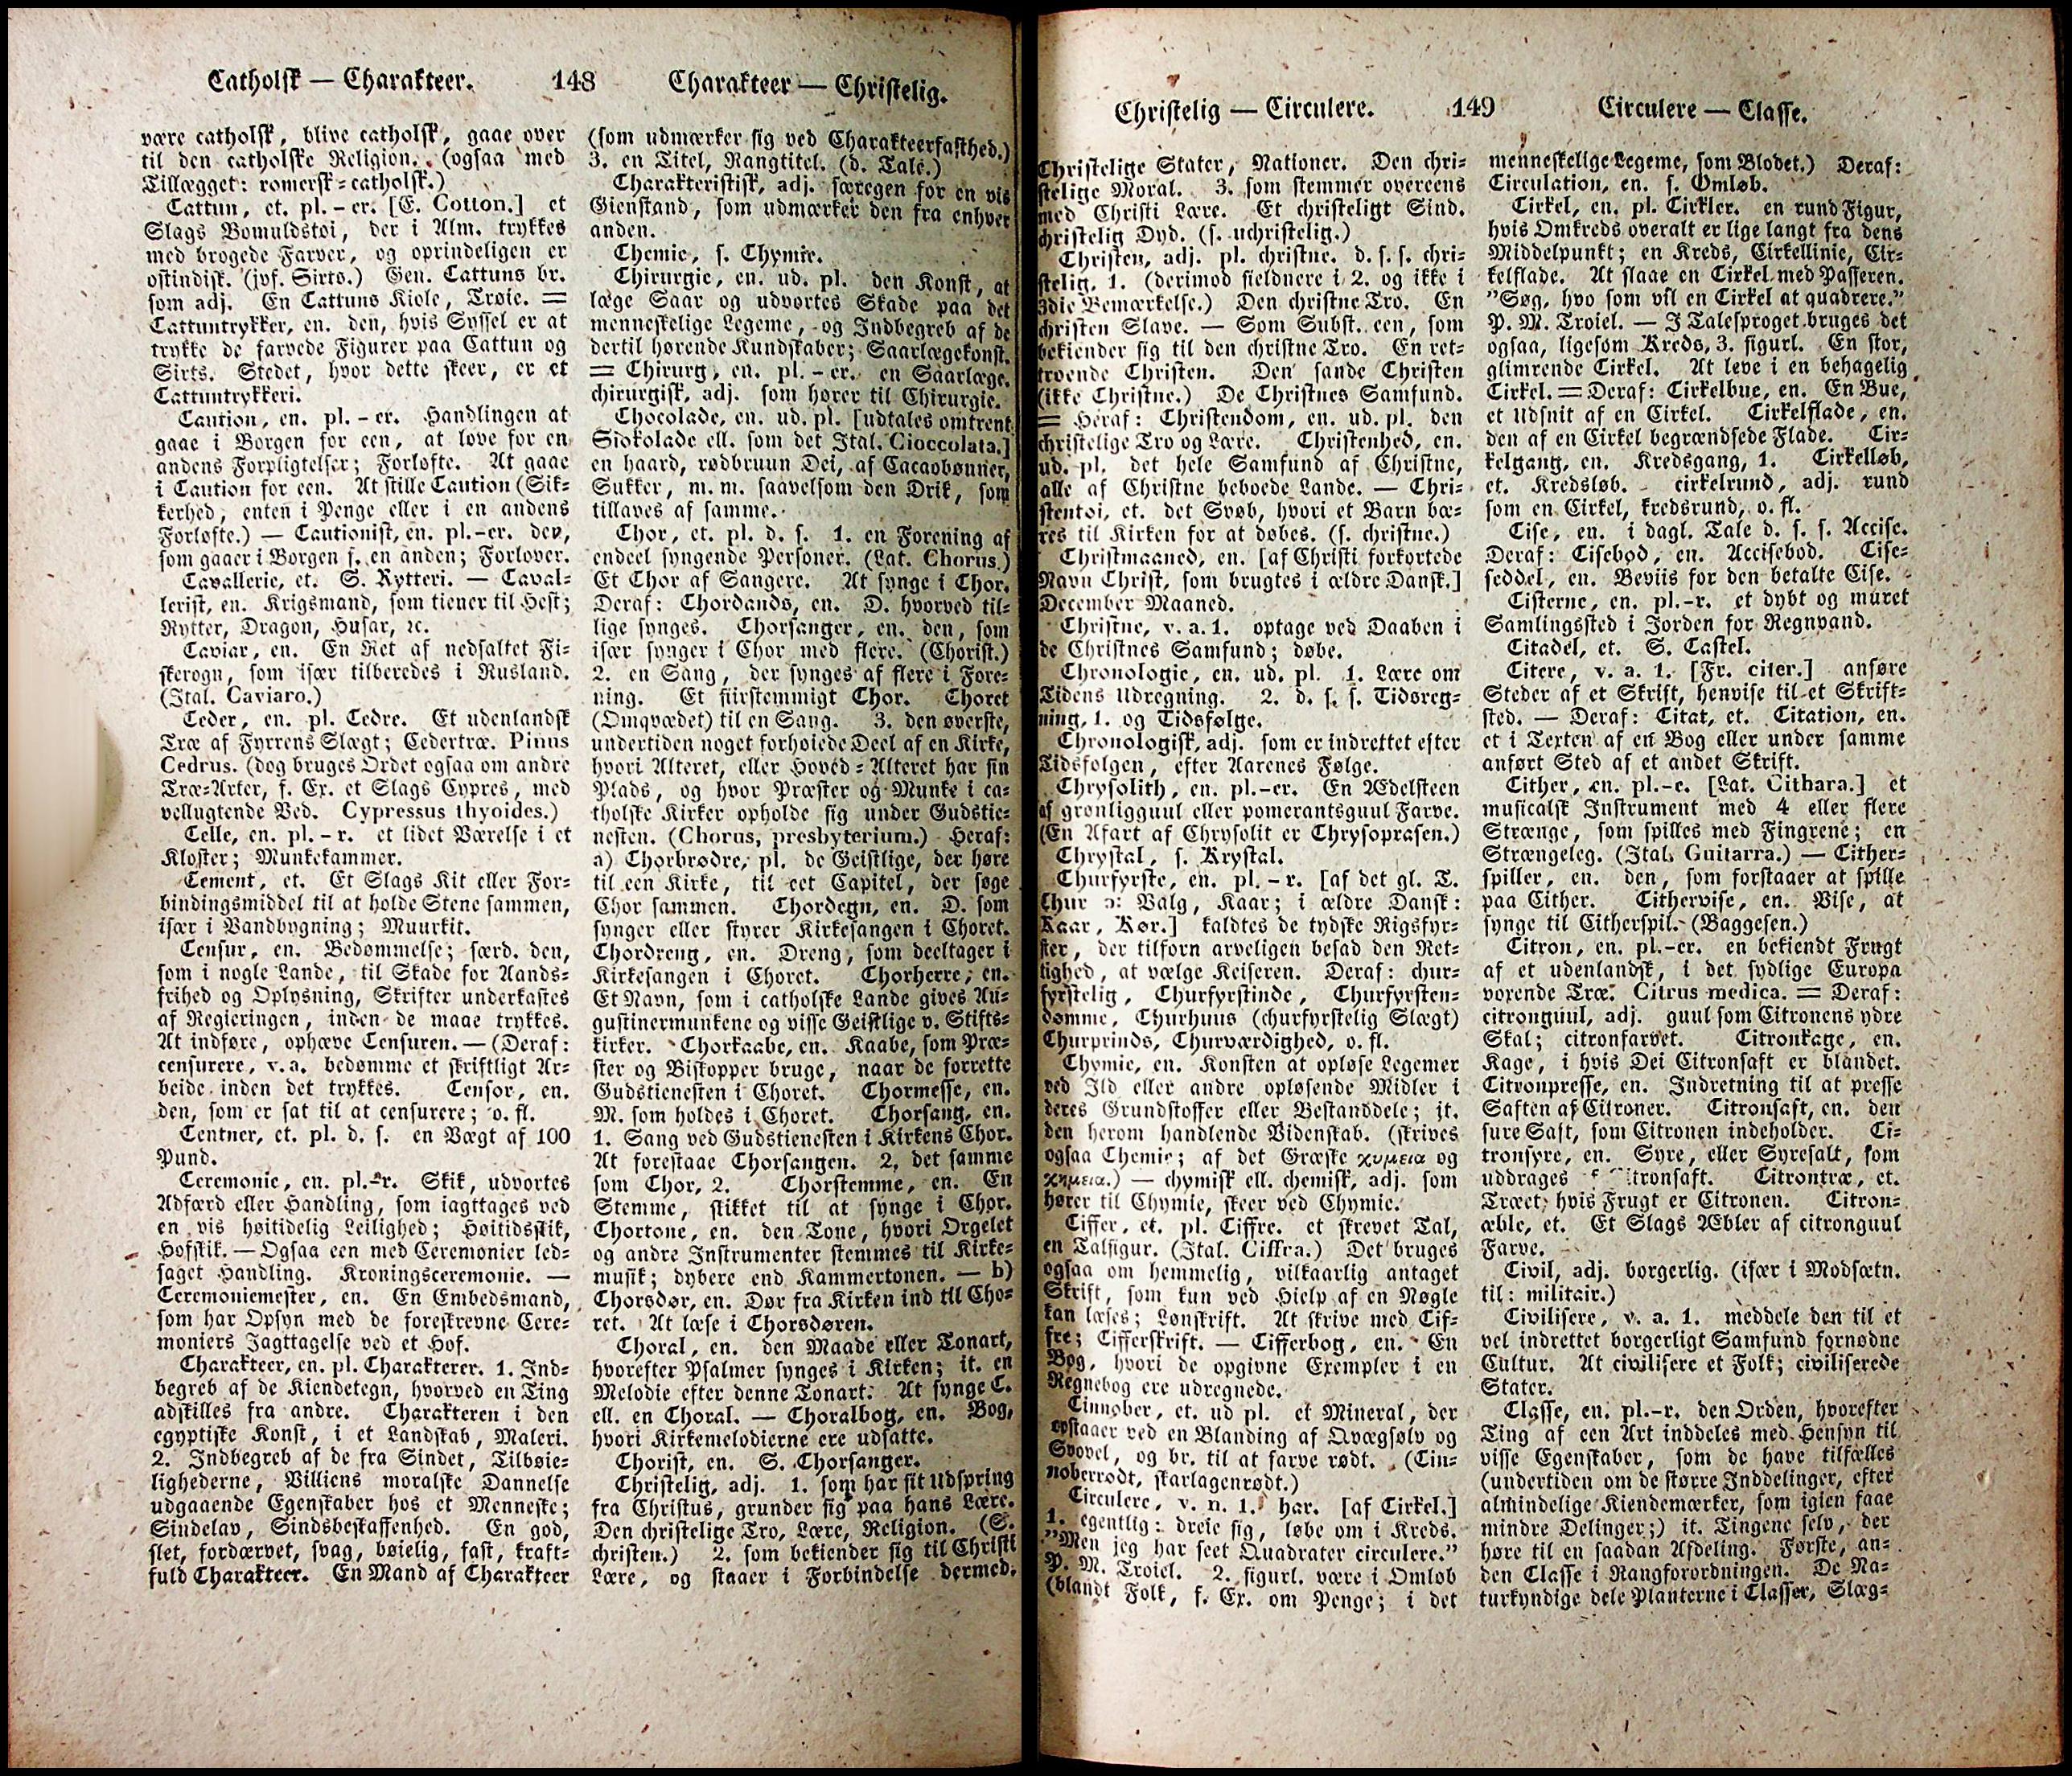 Catholsk — Charakteer. 148 Charakteer — Christelig.
være catholsk, blive catholsk, gaae over
til den catholske Religion. (ogsaa med
Tillægget: romersk-catholsk.)
Cattun, et. pl. -er. [E. Cotton.] et
Slags Bomuldstøi, der i Alm. trykkes
med brogede Farver, og oprindeligen er
ostindisk. (jvf. Sirts.) Gen. Cattuns br.
som adj. En Cattuns Kiole, Trøie. =
Cattuntrykker, en. den, hvis Syssel er at
trykke de farvede Figurer paa Cattun og
Sirts. Stedet, hvor dette skeer, er et
Cattuntrykkeri.
Caution, en. pl. -er. Handlingen at
gaae i Borgen for een, at love for en
andens Forpligtelser; Forløfte. At gaae
i Caution for een. At stille Caution (Sik-
kerhed, enten i Penge eller i en andens
Forløfte.) — Cautionist, en. pl.-er. den,
som gaaer i Borgen f. en anden; Forlover.
Cavallerie, et. S. Rytteri. — Caval-
lerist, en. Krigsmand, som tiener til Hest;
Rytter, Dragon, Husar, ꝛc.
Caviar, en. En Ret af nedsaltet Fi-
skerogn, som især tilberedes i Rusland.
(Ital. Caviaro.)
Ceder, en. pl. Cedre. Et udenlandsk
Træ af Fyrrens Slægt; Cedertræ. Pinus
Cedrus. (dog bruges Ordet ogsaa om andre
Træ-Arter, f. Ex. et Slags Cypres, med
vellugtende Ved. Cypressus thyoides.)
Celle, en. pl. -r. et lidet Værelse i et
Kloster; Munkekammer.
Cement, et. Et Slags Kit eller For-
bindingsmiddel til at holde Stene sammen,
især i Vandbygning; Muurkit.
Censur, en. Bedømmelse; særd. den,
som i nogle Lande, til Skade for Aands-
frihed og Oplysning, Skrifter underkastes
af Regieringen, inden de maae trykkes.
At indføre, ophæve Censuren. — (Deraf:
censurere, v. a. bedømme et skriftligt Ar-
beide inden det trykkes. Censor, en.
den, som er sat til at censurere; o. fl.
Centner, et. pl. d. s. en Vægt af 100
Pund.
Ceremonie, en. pl.-r. Skik, udvortes
Adfærd eller Handling, som iagttages ved
en vis høitidelig Leilighed; Høitidsskik,
Hofskik. — Ogsaa een med Ceremonier led-
saget Handling. Kroningsceremonie. —
Ceremoniemester, en. En Embedsmand,
som har Opsyn med de foreskrevne Cere-
moniers Jagttagelse ved et Hof.
Charakteer, en. pl. Charakterer. 1. Ind-
begreb af de Kiendetegn, hvorved en Ting
adskilles fra andre. Charakteren i den
egyptiske Konst, i et Landskab, Maleri.
2. Indbegreb af de fra Sindet, Tilbøie-
lighederne, Villiens moralske Dannelse
udgaaende Egenskaber hos et Menneske;
Sindelav, Sindsbeskaffenhed. En god,
slet, fordærvet, svag, bøielig, fast, kraft-
fuld Charakteer. En Mand af Charakteer
(som udmærker sig ved Charakteerfasthed.)
3. en Titel, Rangtitel. (d. Tale.)
Charakteristisk, adj. særegen for en vis
Gienstand, som udmærker den fra enhver
anden.
Chemie, s. Chymie.
Chirurgie, en. ud. pl. den Konst, at
læge Saar og udvortes Skade paa det
menneskelige Legeme, og Indbegreb af de
dertil hørende Kundskaber; Saarlægekonst.
= Chirurg, en. pl. -er. en Saarlæge.
chirurgisk, adj. som hører til Chirurgie.
Chocolade, en. ud. pl. [udtales omtrent
Siokolade ell. som det Ital. Cioccolata.]
en haard, rødbruun Dei, af Cacaobønner,
Sukker, m. m. saavelsom den Drik, som
tillaves af samme.
Chor, et. pl. d. s. 1. en Forening af
endeel syngende Personer. (Lat. Chorus.)
Et Chor af Sangere. At synge i Chor.
Deraf: Chordands, en. D. hvorved til-
lige synges. Chorsanger, en. den, som
især synger i Chor med flere. (Chorist.)
2. en Sang, der synges af flere i Fore-
ning. Et fiirstemmigt Chor. Choret
(Omqvædet) til en Sang. 3. den øverste,
undertiden noget forhøiede Deel af en Kirke,
hvori Alteret, eller Hoved-Alteret har sin
Plads, og hvor Præster og Munke i ca-
tholske Kirker opholde sig under Gudstie-
nesten. (Chorus, presbyterium.) Heraf:
a) Chorbrødre, pl. de Geistlige, der høre
til een Kirke, til eet Capitel, der søge
Chor sammen. Chordegn, en. D. som
synger eller styrer Kirkesangen i Choret.
Chordreng, en. Dreng, som deeltager i
Kirkesangen i Choret. Chorherre, en.
Et Navn, som i catholske Lande gives Au-
gustinermunkene og visse Geistlige v. Stifts-
kirker. Chorkaabe, en. Kaabe, som Præ-
ster og Biskopper bruge, naar de forrette
Gudstienesten i Choret. Chormesse, en.
M. som holdes i Choret. Chorsang, en.
1. Sang ved Gudstienesten i Kirkens Chor.
At forestaae Chorsangen. 2, det samme
som Chor, 2. Chorstemme, en. En
Stemme, skikket til at synge i Chor.
Chortone, en. den Tone, hvori Orgelet
og andre Instrumenter stemmes til Kirke-
musik; dybere end Kammertonen. — b)
Chorsdør, en. Dør fra Kirken ind til Cho-
ret. At læse i Chorsdøren.
Choral, en. den Maade eller Tonart,
hvorefter Psalmer synges i Kirken; it. en
Melodie efter denne Tonart. At synge C.
ell. en Choral. — Choralbog, en. Bog,
hvori Kirkemelodierne ere udsatte.
Chorist, en. S. Chorsanger.
Christelig, adj. 1. som har sit Udspring
fra Christus, grunder sig paa hans Lære.
Den christelige Tro, Lære, Religion. (S.
christen.) 2. som bekiender sig til Christi
Lære, og staaer i Forbindelse dermed.
Christelig — Circulere. 149 Circulere — Classe.
Christelige Stater, Nationer. Den chri-
stelige Moral. 3. som stemmer overeens
med Christi Lære. Et christeligt Sind.
christelig Dyd. (s. uchristelig.)
Christen, adj. pl. christne. d. s. s. chri-
stelig, 1. (derimod sieldnere i 2. og ikke i
3die Bemærkelse.) Den christne Tro. En
christen Slave. — Som Subst. een, som
bekiender sig til den christne Tro. En ret-
troende Christen. Den sande Christen
(ikke Christne.) De Christnes Samfund.
= Heraf: Christendom, en. ud. pl. den
christelige Tro og Lære. Christenhed, en.
ud. pl. det hele Samfund af Christne,
alle af Christne beboede Lande. — Chri-
stentøi, et. det Svøb, hvori et Barn bæ-
res til Kirken for at døbes. (s. christne.)
Christmaaned, en. [af Christi forkortede
Navn Christ, som brugtes i ældre Dansk.]
December Maaned.
Christne, v. a. 1. optage ved Daaben i
de Christnes Samfund; døbe.
Chronologie, en. ud. pl. 1. Lære om
Tidens Udregning. 2. d. s. s. Tidsreg-
ning, 1. og Tidsfølge.
Chronologisk, adj. som er indrettet efter
Tidsfølgen, efter Aarenes Følge.
Chrysolith, en. pl.-er. En Ædelsteen
af grønligguul eller pomerantsguul Farve.
(En Afart af Chrysolit er Chrysoprasen.)
Chrystal, s. Krystal.
Churfyrste, en. pl. -r. [af det gl. T.
Chur ɔ: Valg, Kaar; i ældre Dansk:
Kaar, Kør.] kaldtes de tydske Rigsfyr-
ster, der tilforn arveligen besad den Ret-
tighed, at vælge Keiseren. Deraf: chur-
fyrstelig, Churfyrstinde, Churfyrsten-
dømme, Churhuus (churfyrstelig Slægt)
Churprinds, Churværdighed, o. fl.
Chymie, en. Konsten at opløse Legemer
ved Ild eller andre opløsende Midler i
deres Grundstoffer eller Bestanddele; it.
den herom handlende Videnskab. (skrives
ogsaa Chemie; af det Græske χυμεια og
χημεια.) — chymisk ell. chemisk, adj. som
hører til Chymie, skeer ved Chymie.
Ciffer, et. pl. Ciffre. et skrevet Tal,
en Talfigur. (Ital. Ciffra.) Det bruges
ogsaa om hemmelig, vilkaarlig antaget
Skrift, som kun ved Hielp af en Nøgle
kan læses; Lønskrift. At skrive med Cif-
fre; Cifferskrift. — Cifferbog, en. En
Bog, hvori de opgivne Exempler i en
Regnebog ere udregnede.
Cinnober, et. ud pl. et Mineral, der
opstaaer ved en Blanding af Qvægsølv og
Svovel, og br. til at farve rødt. (Cin-
noberrødt, skarlagenrødt.)
Circulere, v. n. 1. har. [af Cirkel.]
1. egentlig: dreie sig, løbe om i Kreds.
"Men jeg har seet Quadrater circulere."
P. M. Troiel. 2. figurl. være i Omløb
(blandt Folk, f. Ex. om Penge; i det
menneskelige Legeme, som Blodet.) Deraf:
Circulation, en. s. Omløb.
Cirkel, en. pl. Cirkler. en rund Figur,
hvis Omkreds overalt er lige langt fra dens
Middelpunkt; en Kreds, Cirkellinie, Cir-
kelflade. At slaae en Cirkel med Passeren.
"Søg, hvo som vil en Cirkel at quadrere."
P. M. Troiel. — I Talesproget bruges det
ogsaa, ligesom Kreds, 3. figurl. En stor,
glimrende Cirkel. At leve i en behagelig
Cirkel. = Deraf: Cirkelbue, en. En Bue,
et Udsnit af en Cirkel. Cirkelflade, en.
den af en Cirkel begrændsede Flade. Cir-
kelgang, en. Kredsgang, 1. Cirkelløb,
et. Kredsløb. cirkelrund, adj. rund
som en Cirkel, kredsrund, o. fl.
Cise, en. i dagl. Tale d. s. s. Accise.
Deraf: Cisebod, en. Accisebod. Cise-
seddel, en. Beviis for den betalte Cise.
Cisterne, en. pl.-r. et dybt og muret
Samlingssted i Jorden for Regnvand.
Citadel, et. S. Castel.
Citere, v. a. 1. [Fr. citer.] anføre
Steder af et Skrift, henvise til et Skrift-
sted. — Deraf: Citat, et. Citation, en.
et i Texten af en Bog eller under samme
anført Sted af et andet Skrift.
Cither, en. pl.-e. [Lat. Cithara.] et
musicalsk Instrument med 4 eller flere
Strænge, som spilles med Fingrene; en
Strængeleg. (Ital. Guitarra.) — Cither-
spiller, en. den, som forstaaer at spille
paa Cither. Cithervise, en. Vise, at
synge til Citherspil. (Baggesen.)
Citron, en. pl.-er. en bekiendt Frugt
af et udenlandsk, i det sydlige Europa
voxende Træ. Citrus medica. = Deraf:
citronguul, adj. guul som Citronens ydre
Skal; citronfarvet. Citronkage, en.
Kage, i hvis Dei Citronsaft er blandet.
Citronpresse, en. Indretning til at presse
Saften af Citroner. Citronsaft, en. den
sure Saft, som Citronen indeholder. Ci-
tronsyre, en. Syre, eller Syresalt, som
uddrages itronsaft. Citrontræ, et.
Træet, hvis Frugt er Citronen. Citron-
æble, et. Et Slags Æbler af citronguul
Farve.
Civil, adj. borgerlig. (især i Modsætn.
til: militair.)
Civilisere, v. a. 1. meddele den til et
vel indrettet borgerligt Samfund fornødne
Cultur. At civilisere et Folk; civiliserede
Stater.
Classe, en. pl.-r. den Orden, hvorefter
Ting af een Art inddeles med Hensyn til
visse Egenskaber, som de have tilfælles
(undertiden om de større Inddelinger, efter
almindelige Kiendemærker, som igien faae
mindre Delinger;) it. Tingene selv, der
høre til en saadan Afdeling. Første, an-
den Classe i Rangforordningen. De Na-
turkyndige dele Planterne i Classer, Slæg-